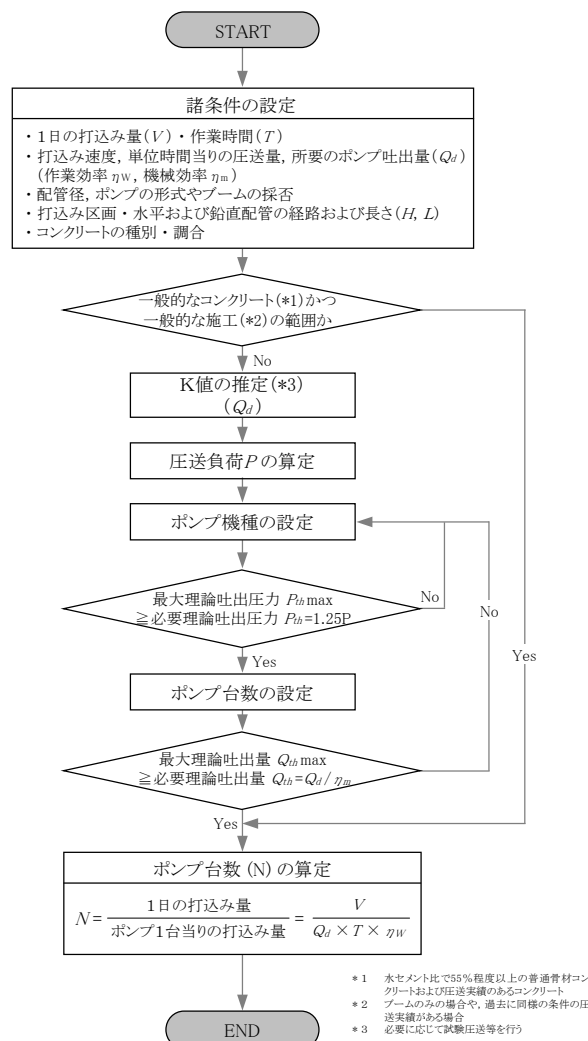 START
諸条件の設定
・1日の打込み量(V)・作業時間(T)
・打込み速度, 単位時間当りの圧送量, 所要のポンプ吐出量(Qd)
(作業効率 ηW, 機械効率 ηm)
・配管径, ポンプの形式やブームの採否
・打込み区画・水平および鉛直配管の経路および長さ(H, L)
・コンクリートの種別・調合
一般的なコンクリート(*1)かつ
一般的な施工(*2)の範囲か
No
K値の推定(*3)
(Qd)
圧送負荷Pの算定
ポンプ機種の設定
最大理論吐出圧力 Pthmax
≧必要理論吐出圧力 Pth=1.25P
No
No
Yes
Yes
ポンプ台数の設定
最大理論吐出量 Qthmax
≧必要理論吐出量 Qth=Qd/ηm
Yes
ポンプ台数(N)の算定
N= 1日の打込み量 / ポンプ1台当りの打込み量 = V / Qd × T × ηW
*1 水セメント比で55%程度以上の普通骨材コン
クリートおよび圧送実績のあるコンクリート
*2 ブームのみの場合や, 過去に同様の条件の圧
送実績がある場合
*3 必要に応じて試験圧送等を行う
END